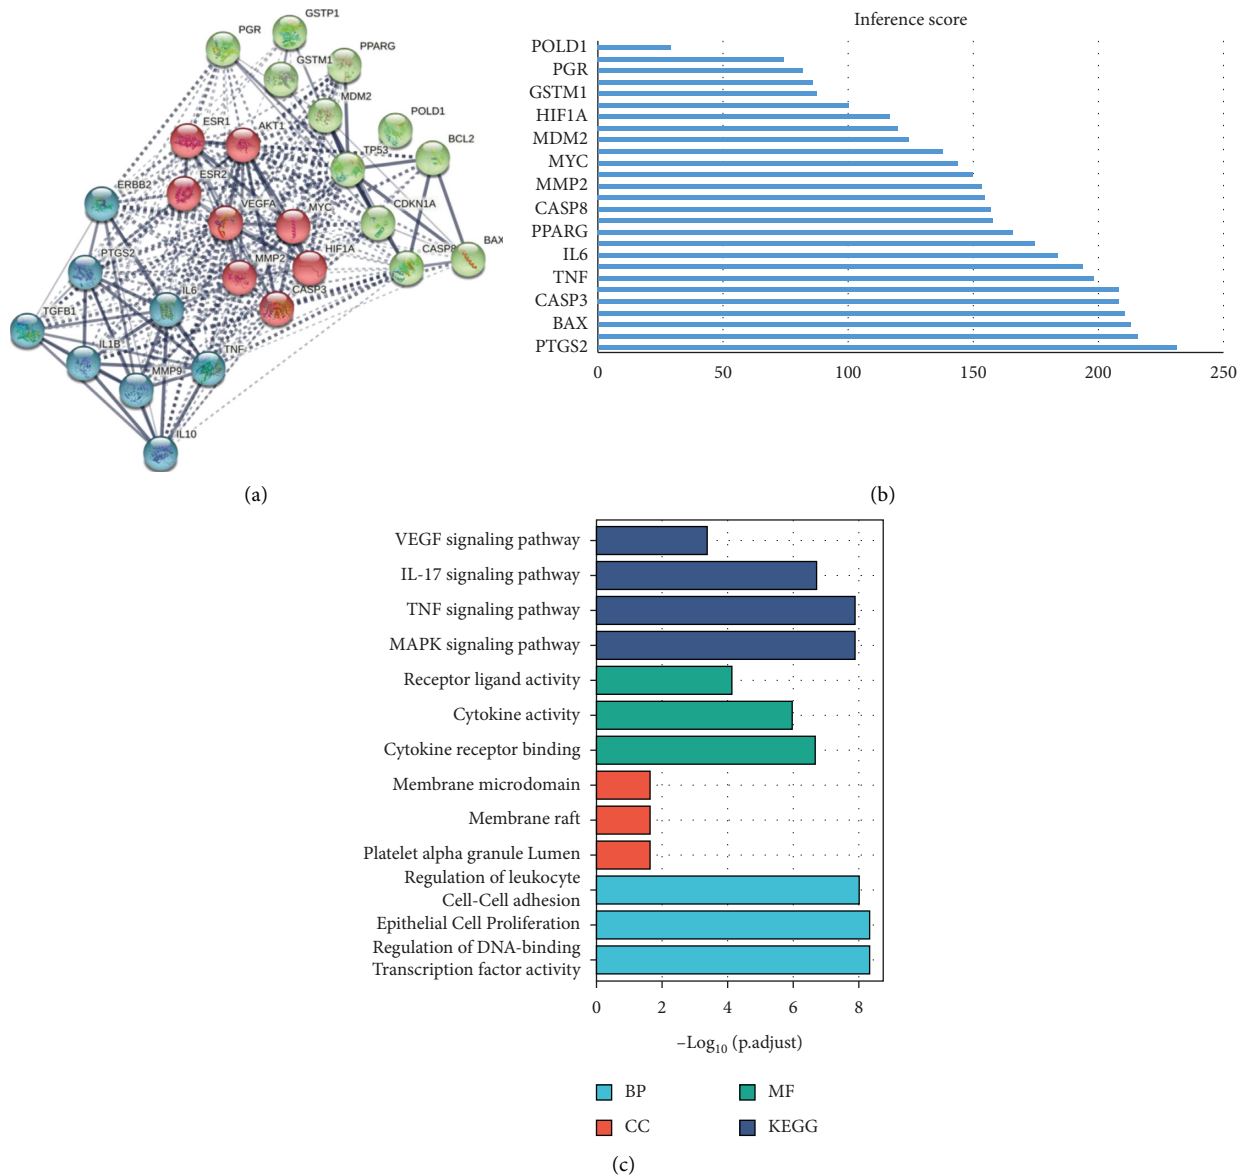 GSTP1
PGR
PPARG
GSTM1
MDM2
POLD1
ESR1
AKT1
BCL2
TP53
ESR2
ERBB2
VEGFA
MYC
CDKN1A
PTGS2
HIF1A
CASP8
BAX
MMP2
IL6
CASP3
TGFB1
IL1B
TNF
MMP9
IL10
(a)
Inference score
POLD1
PGR
GSTM1
HIF1A
MDM2
MYC
MMP2
CASP8
PPARG
IL6
TNF
CASP3
BAX
PTGS2
0 50 100 150 200 250
(b)
VEGF signaling pathway
IL-17 signaling pathway
TNF signaling pathway
MAPK signaling pathway
Receptor ligand activity
Cytokine activity
Cytokine receptor binding
Membrane microdomain
Membrane raft
Platelet alpha granule Lumen
Regulation of leukocyte
Cell-Cell adhesion
Epithelial Cell Proliferation
Regulation of DNA-binding
Transcription factor activity
0 2 4 6 8
–Log10 (p.adjust)
BP MF
CC KEGG
(c)